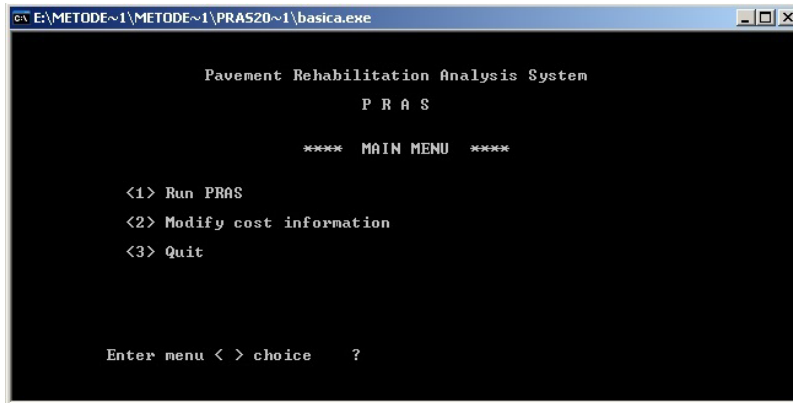 E:\METODE~1\METODE~1\PRAS20~1\basica.exe
Pavement Rehabilitation Analysis System
P R A S
**** MAIN MENU ****
<1> Run PRAS
<2> Modify cost information
<3> Quit
Enter menu < > choice ?